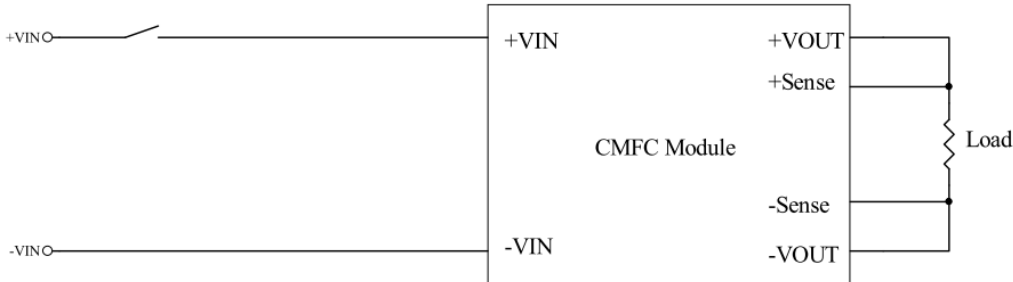 +VIN
+VIN
+VOUT
+Sense
CMFC Module
Load
-Sense
-VIN
-VIN
-VOUT